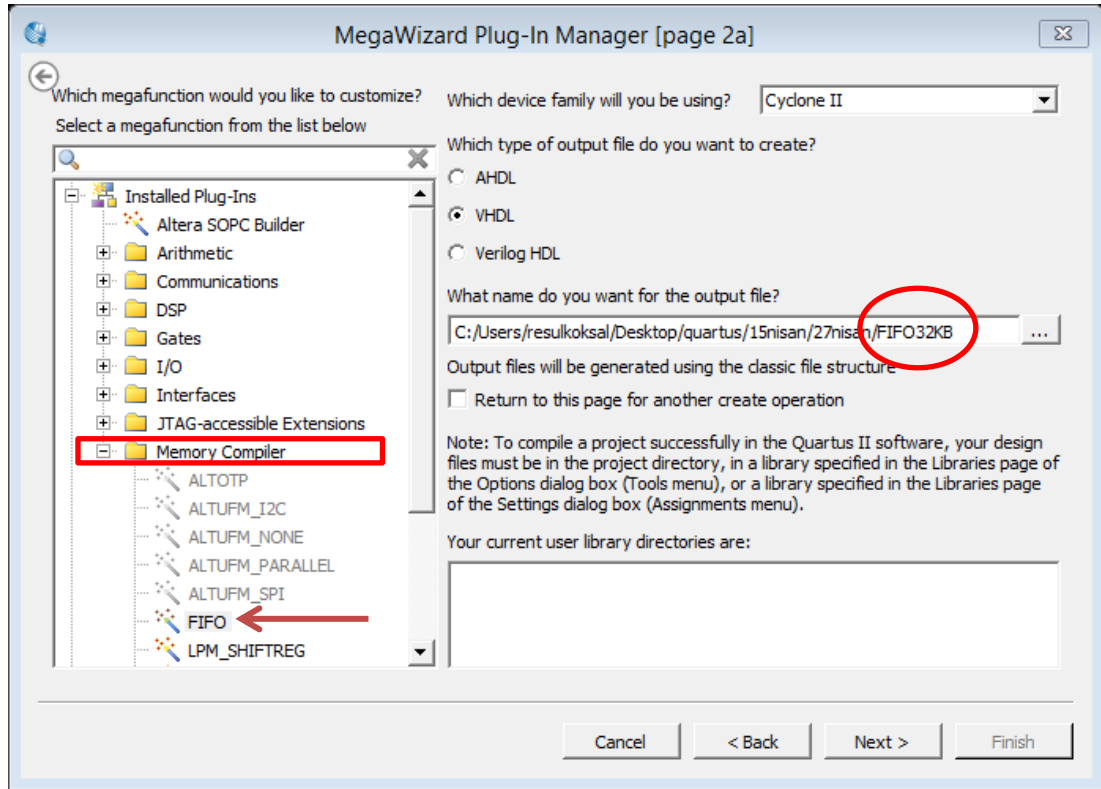 MegaWizard Plug-In Manager [page 2a]
Which megafunction would you like to customize?
Select a megafunction from the list below
Installed Plug-Ins
Altera SOPC Builder
Arithmetic
Communications
DSP
Gates
I/O
Interfaces
JTAG-accessible Extensions
Memory Compiler
ALTOTP
ALTUFM_I2C
ALTUFM_NONE
ALTUFM_PARALLEL
ALTUFM_SPI
FIFO
LPM_SHIFTREG
Which device family will you be using? Cyclone II
Which type of output file do you want to create?
AHDL
VHDL
Verilog HDL
What name do you want for the output file?
C:/Users/resulkoksal/Desktop/quartus/15nisan/27nisan/FIFO32KB ...
Output files will be generated using the classic file structure
Return to this page for another create operation
Note: To compile a project successfully in the Quartus II software, your design
files must be in the project directory, in a library specified in the Libraries page of
the Options dialog box (Tools menu), or a library specified in the Libraries page
of the Settings dialog box (Assignments menu).
Your current user library directories are:
Cancel < Back Next > Finish